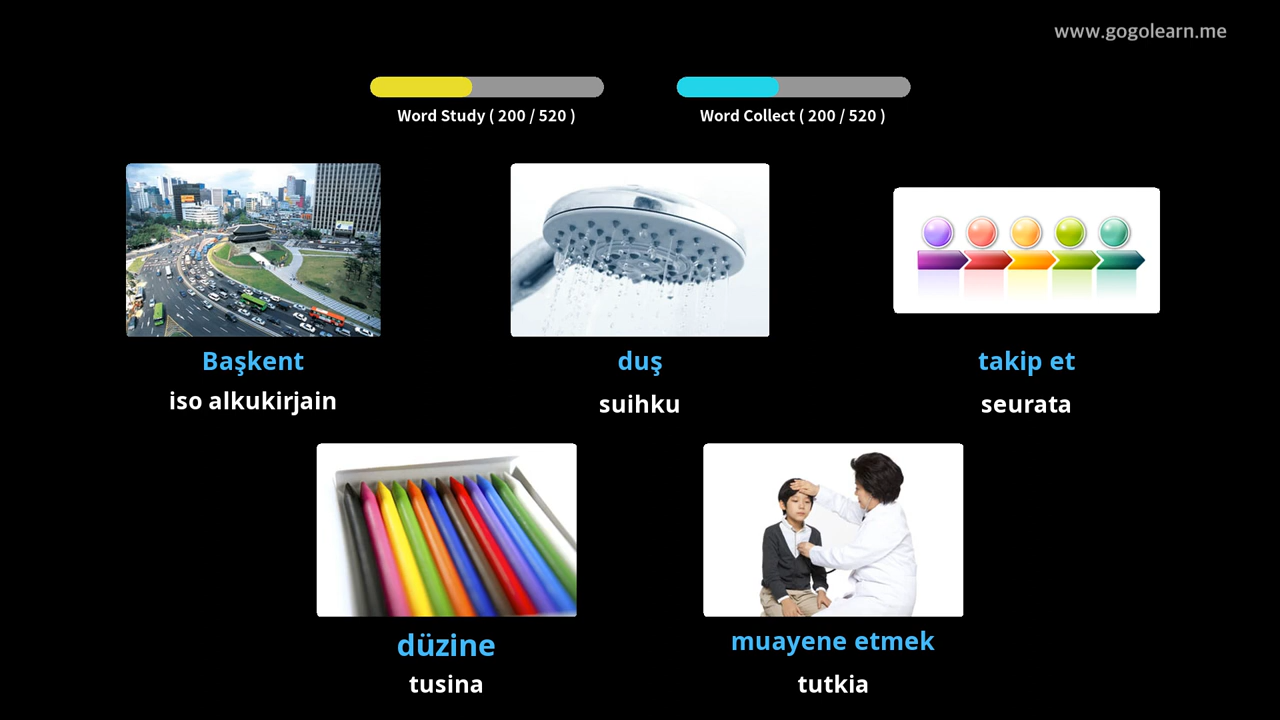 www.gogolearn.me
Word Study ( 200 / 520 )
Word Collect ( 200 / 520 )
Başkent
iso alkukirjain
duş
suihku
takip et
seurata
düzine
tusina
muayene etmek
tutkia